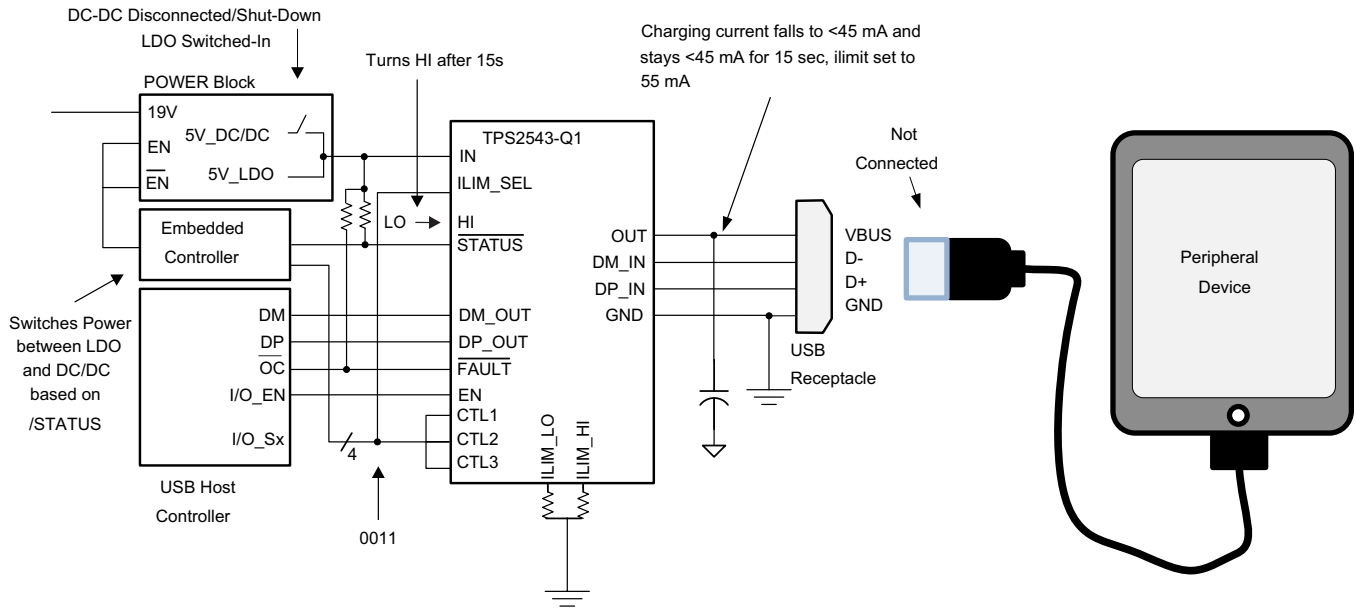 DC-DC Disconnected/Shut-Down
LDO Switched-In
Turns HI after 15s
Charging current falls to <45 mA and
stays <45 mA for 15 sec, ilimit set to
55 mA
POWER Block
19V
5V_DC/DC
EN
5V_LDO
EN
Embedded
Controller
Switches Power
between LDO
and DC/DC
based on
/STATUS
DM
DP
OC
I/O_EN
I/O_Sx
USB Host
Controller
4
0011
LO
TPS2543-Q1
IN
ILIM_SEL
HI
STATUS
DM_OUT
DP_OUT
FAULT
EN
CTL1
CTL2
CTL3
ILIM_LO
ILIM_HI
OUT
DM_IN
DP_IN
GND
VBUS
D-
D+
GND
USB
Receptacle
Not
Connected
Peripheral
Device